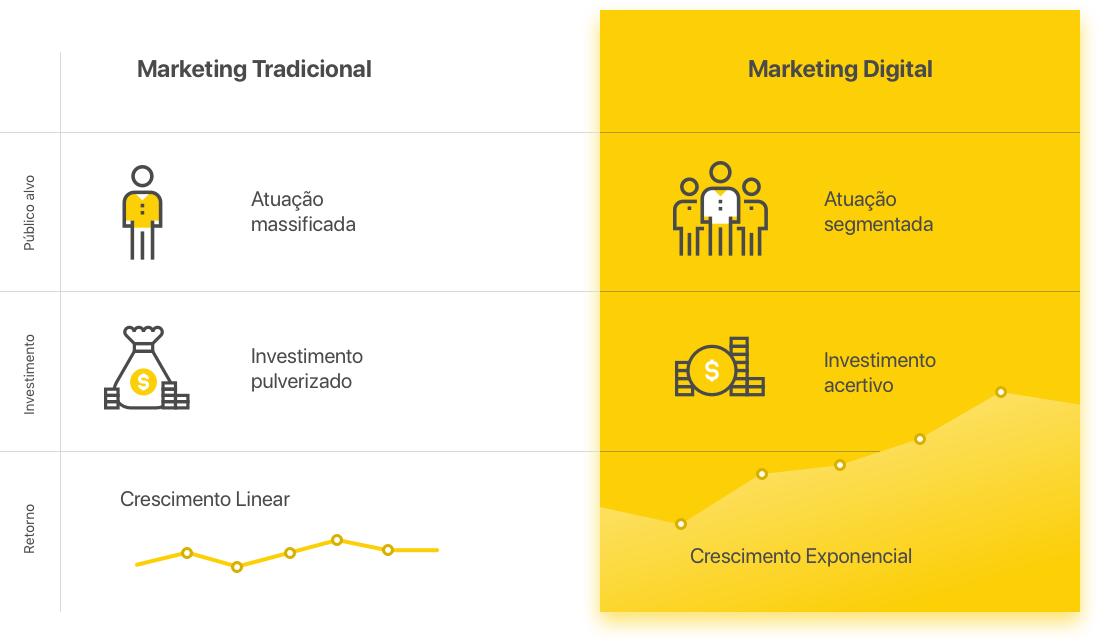 Marketing Tradicional
Marketing Digital
Público alvo
Atuação
massificada
Atuação
segmentada
Investimento
$
Investimento
pulverizado
$
Investimento
acertivo
Retorno
Crescimento Linear
Crescimento Exponencial